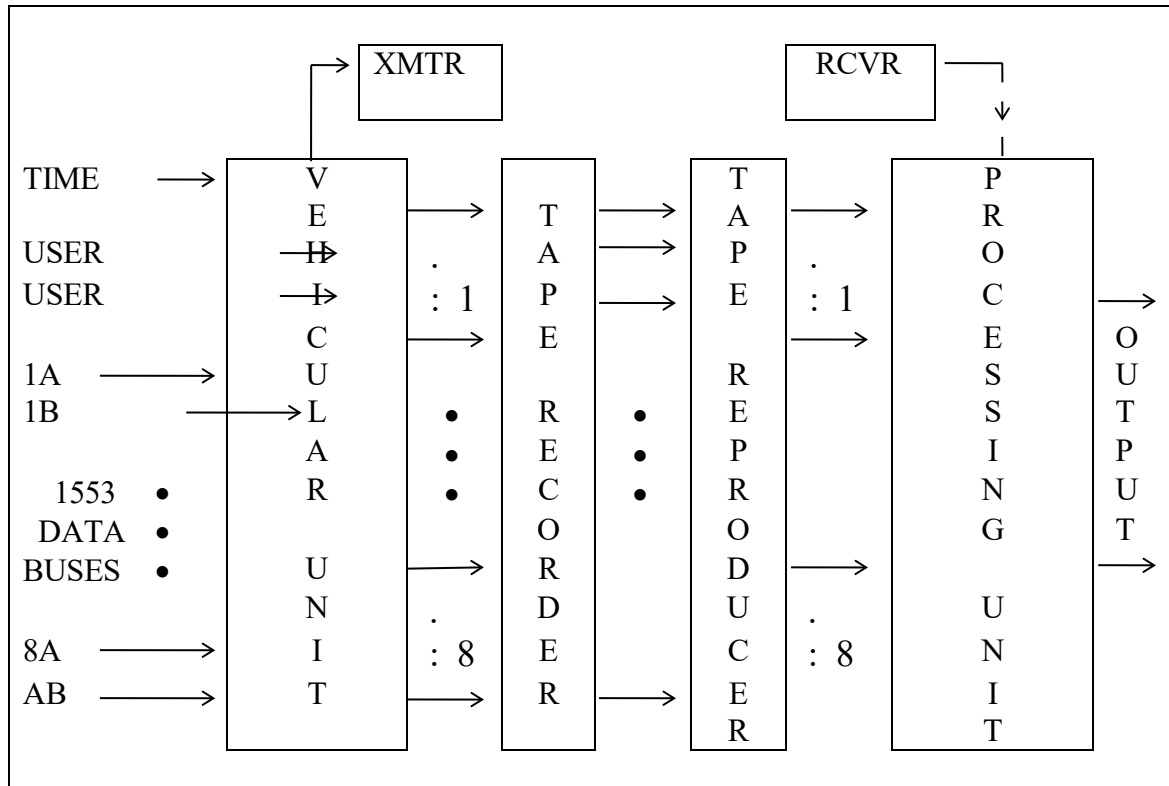 XMTR
RCVR
TIME
USER
USER
1A
1B
1553 •
DATA •
BUSES •
8A
AB
VEHICULAR UNIT
.
: 1
•
•
•
.
: 8
TAPE RECORDER
•
•
•
TAPE REPRODUCER
.
: 1
.
: 8
PROCESSING UNIT
OUTPUT